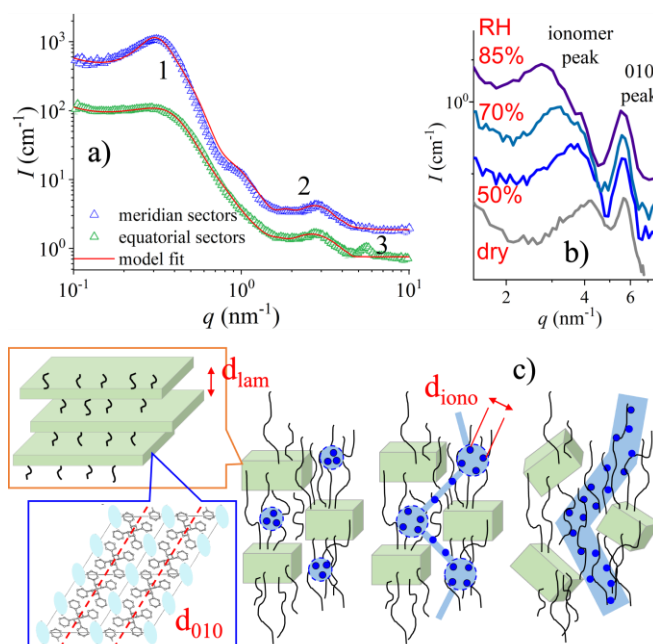 a)
I (cm⁻¹)
10³
10²
10¹
10⁰
1
2
3
meridian sectors
equatorial sectors
model fit
10⁻¹
10⁰
10¹
q (nm⁻¹)
RH
85%
70%
50%
dry
ionomer
peak
010
peak
I (cm⁻¹)
10⁰
b)
2
4
6
q (nm⁻¹)
d_lam
d_010
c)
d_iono